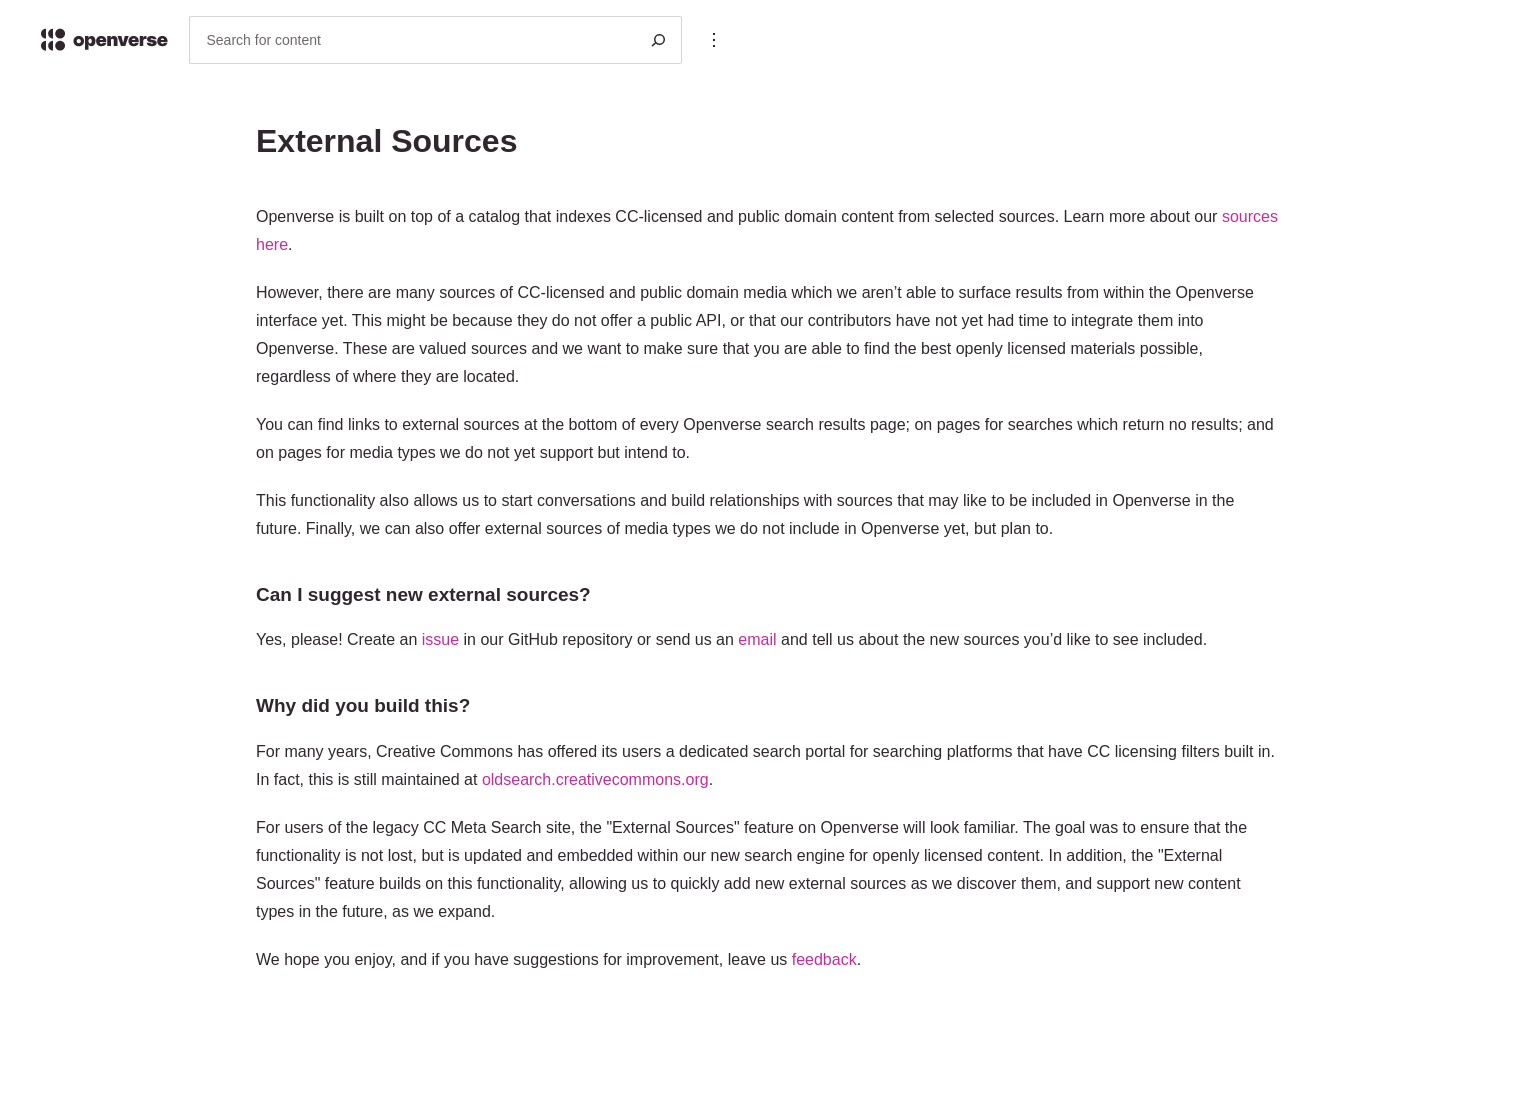 openverse
Search for content
External Sources
Openverse is built on top of a catalog that indexes CC-licensed and public domain content from selected sources. Learn more about our sources
here.
However, there are many sources of CC-licensed and public domain media which we aren’t able to surface results from within the Openverse
interface yet. This might be because they do not offer a public API, or that our contributors have not yet had time to integrate them into
Openverse. These are valued sources and we want to make sure that you are able to find the best openly licensed materials possible,
regardless of where they are located.
You can find links to external sources at the bottom of every Openverse search results page; on pages for searches which return no results; and
on pages for media types we do not yet support but intend to.
This functionality also allows us to start conversations and build relationships with sources that may like to be included in Openverse in the
future. Finally, we can also offer external sources of media types we do not include in Openverse yet, but plan to.
Can I suggest new external sources?
Yes, please! Create an issue in our GitHub repository or send us an email and tell us about the new sources you’d like to see included.
Why did you build this?
For many years, Creative Commons has offered its users a dedicated search portal for searching platforms that have CC licensing filters built in.
In fact, this is still maintained at oldsearch.creativecommons.org.
For users of the legacy CC Meta Search site, the "External Sources" feature on Openverse will look familiar. The goal was to ensure that the
functionality is not lost, but is updated and embedded within our new search engine for openly licensed content. In addition, the "External
Sources" feature builds on this functionality, allowing us to quickly add new external sources as we discover them, and support new content
types in the future, as we expand.
We hope you enjoy, and if you have suggestions for improvement, leave us feedback.